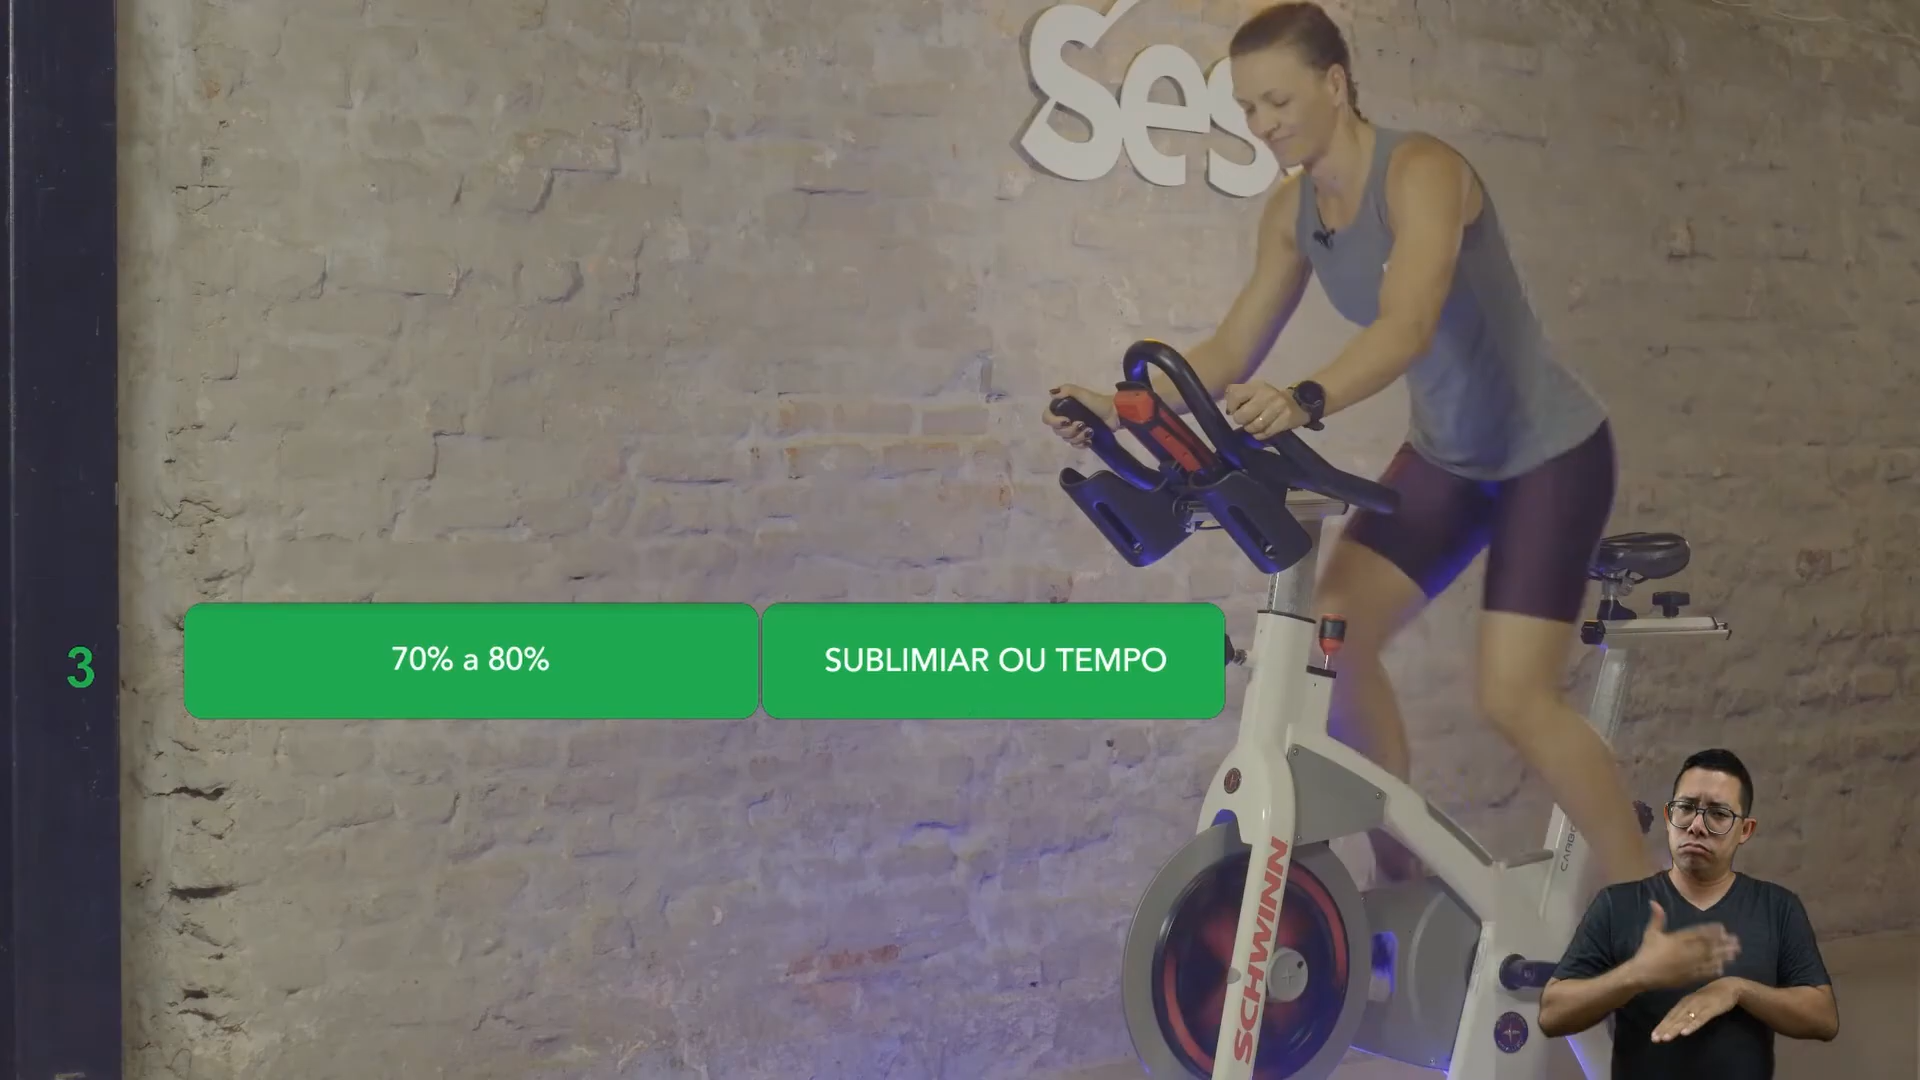 Ses
3
70% a 80%
SUBLIMIAR OU TEMPO
SCHWINN